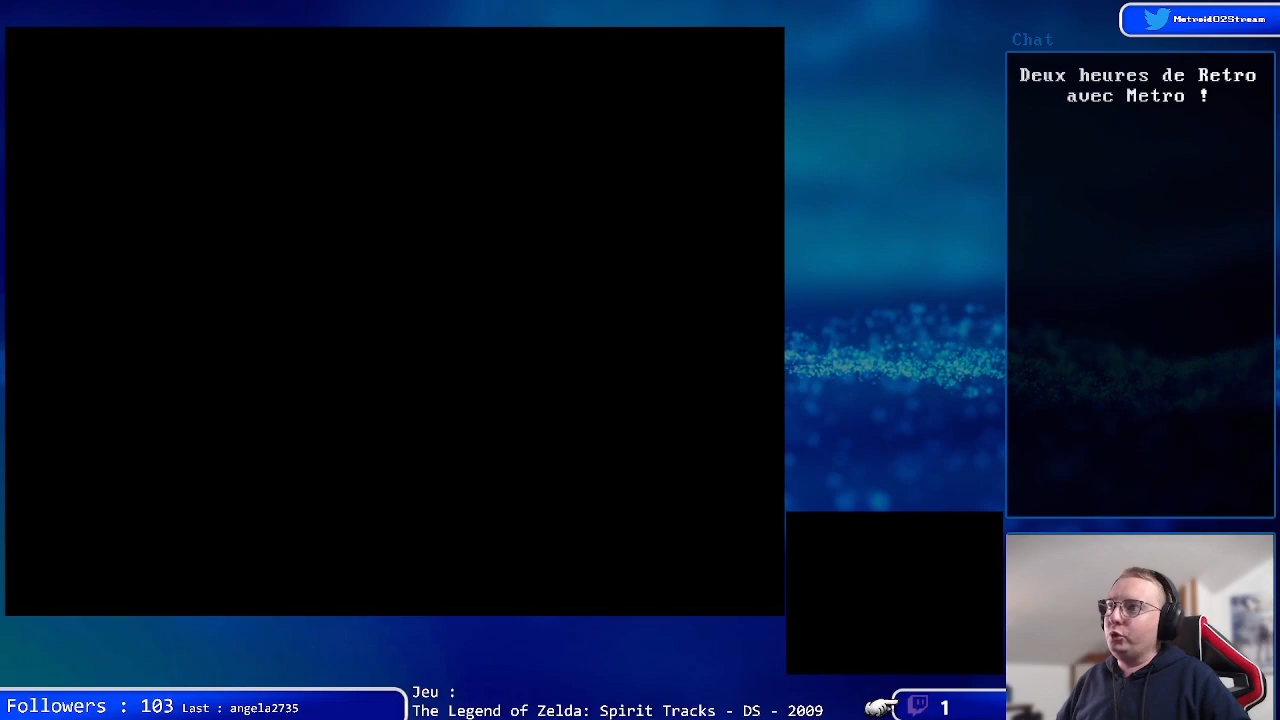 Metroid02Stream
Chat
Deux heures de Retro
avec Metro !
Followers : 103 Last : angela2735
Jeu :
The Legend of Zelda: Spirit Tracks - DS - 2009
1